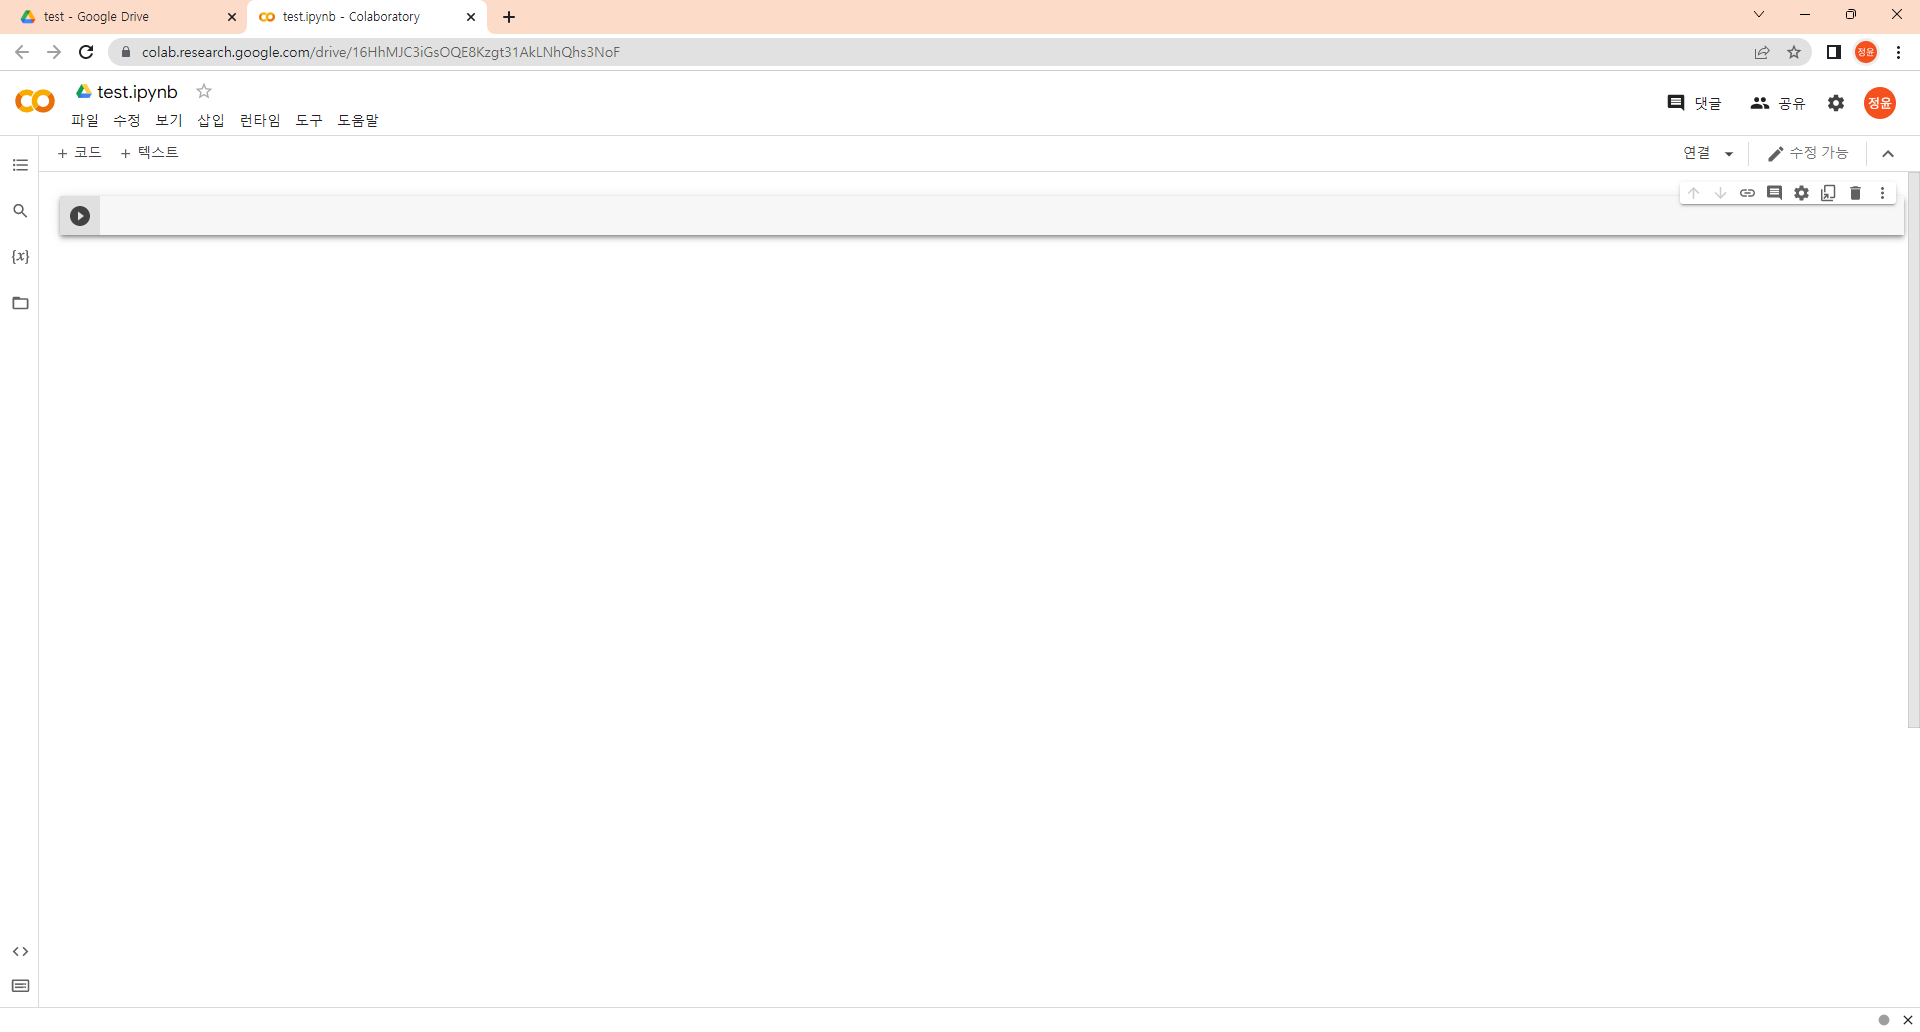 test - Google Drive
test.ipynb - Colaboratory
colab.research.google.com/drive/16HhMJC3iGsOQE8Kzgt31AkLNhQhs3NoF
정윤
test.ipynb
파일 수정 보기 삽입 런타임 도구 도움말
댓글 공유 정윤
+ 코드 + 텍스트
연결 수정 가능
{x}